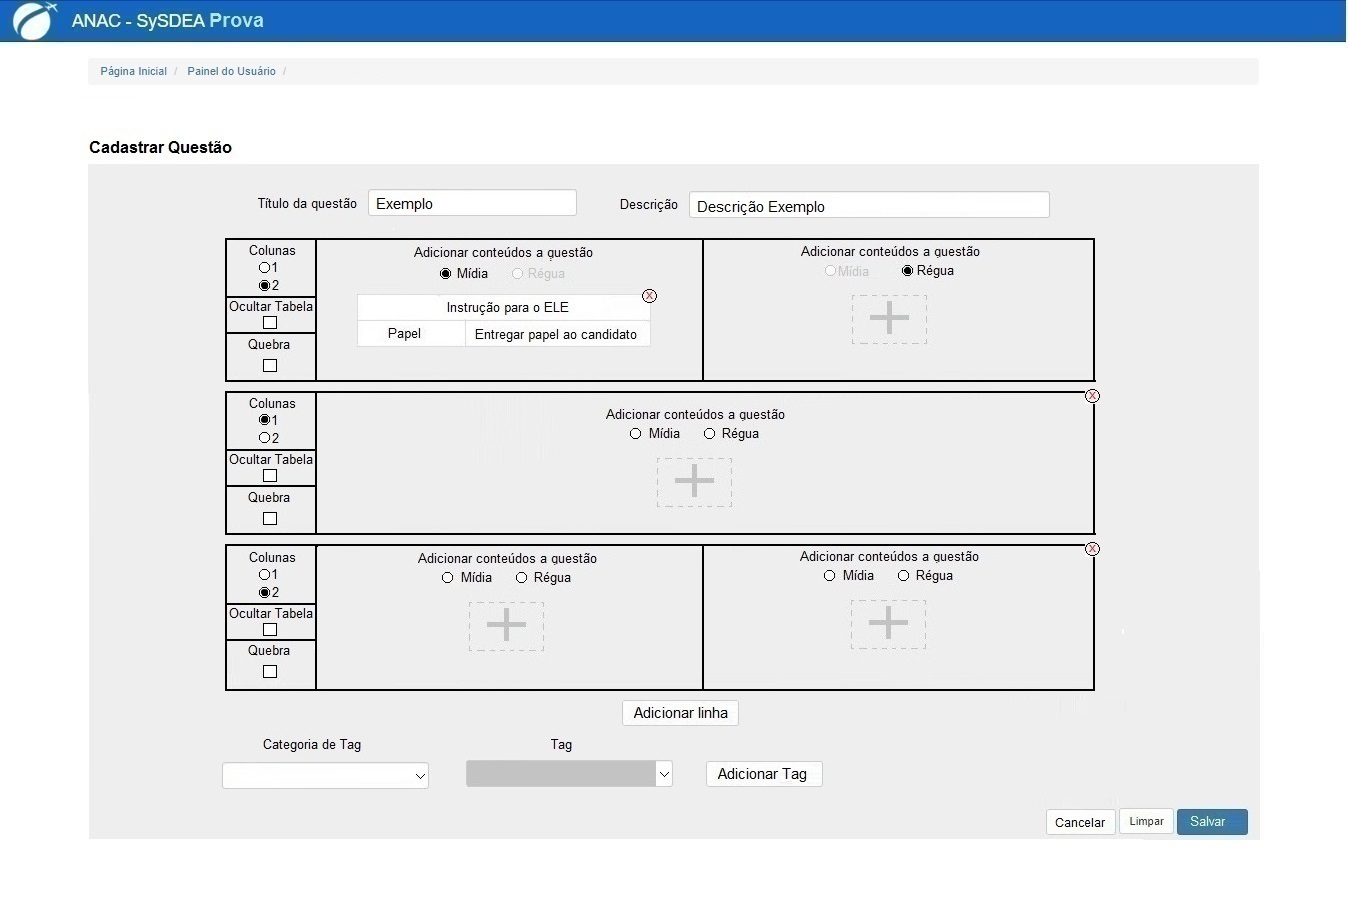 ANAC - SySDEA Prova
Página Inicial / Painel do Usuário /
Cadastrar Questão
Título da questão Exemplo Descrição Descrição Exemplo
Colunas
1
2
Ocultar Tabela
Quebra
Adicionar conteúdos a questão
Mídia Régua
X
Instrução para o ELE
Papel Entregar papel ao candidato
Adicionar conteúdos a questão
Mídia Régua
Colunas
1
2
Ocultar Tabela
Quebra
X
Adicionar conteúdos a questão
Mídia Régua
Colunas
1
2
Ocultar Tabela
Quebra
Adicionar conteúdos a questão
Mídia Régua
X
Adicionar conteúdos a questão
Mídia Régua
Adicionar linha
Categoria de Tag Tag
Adicionar Tag
Cancelar Limpar Salvar